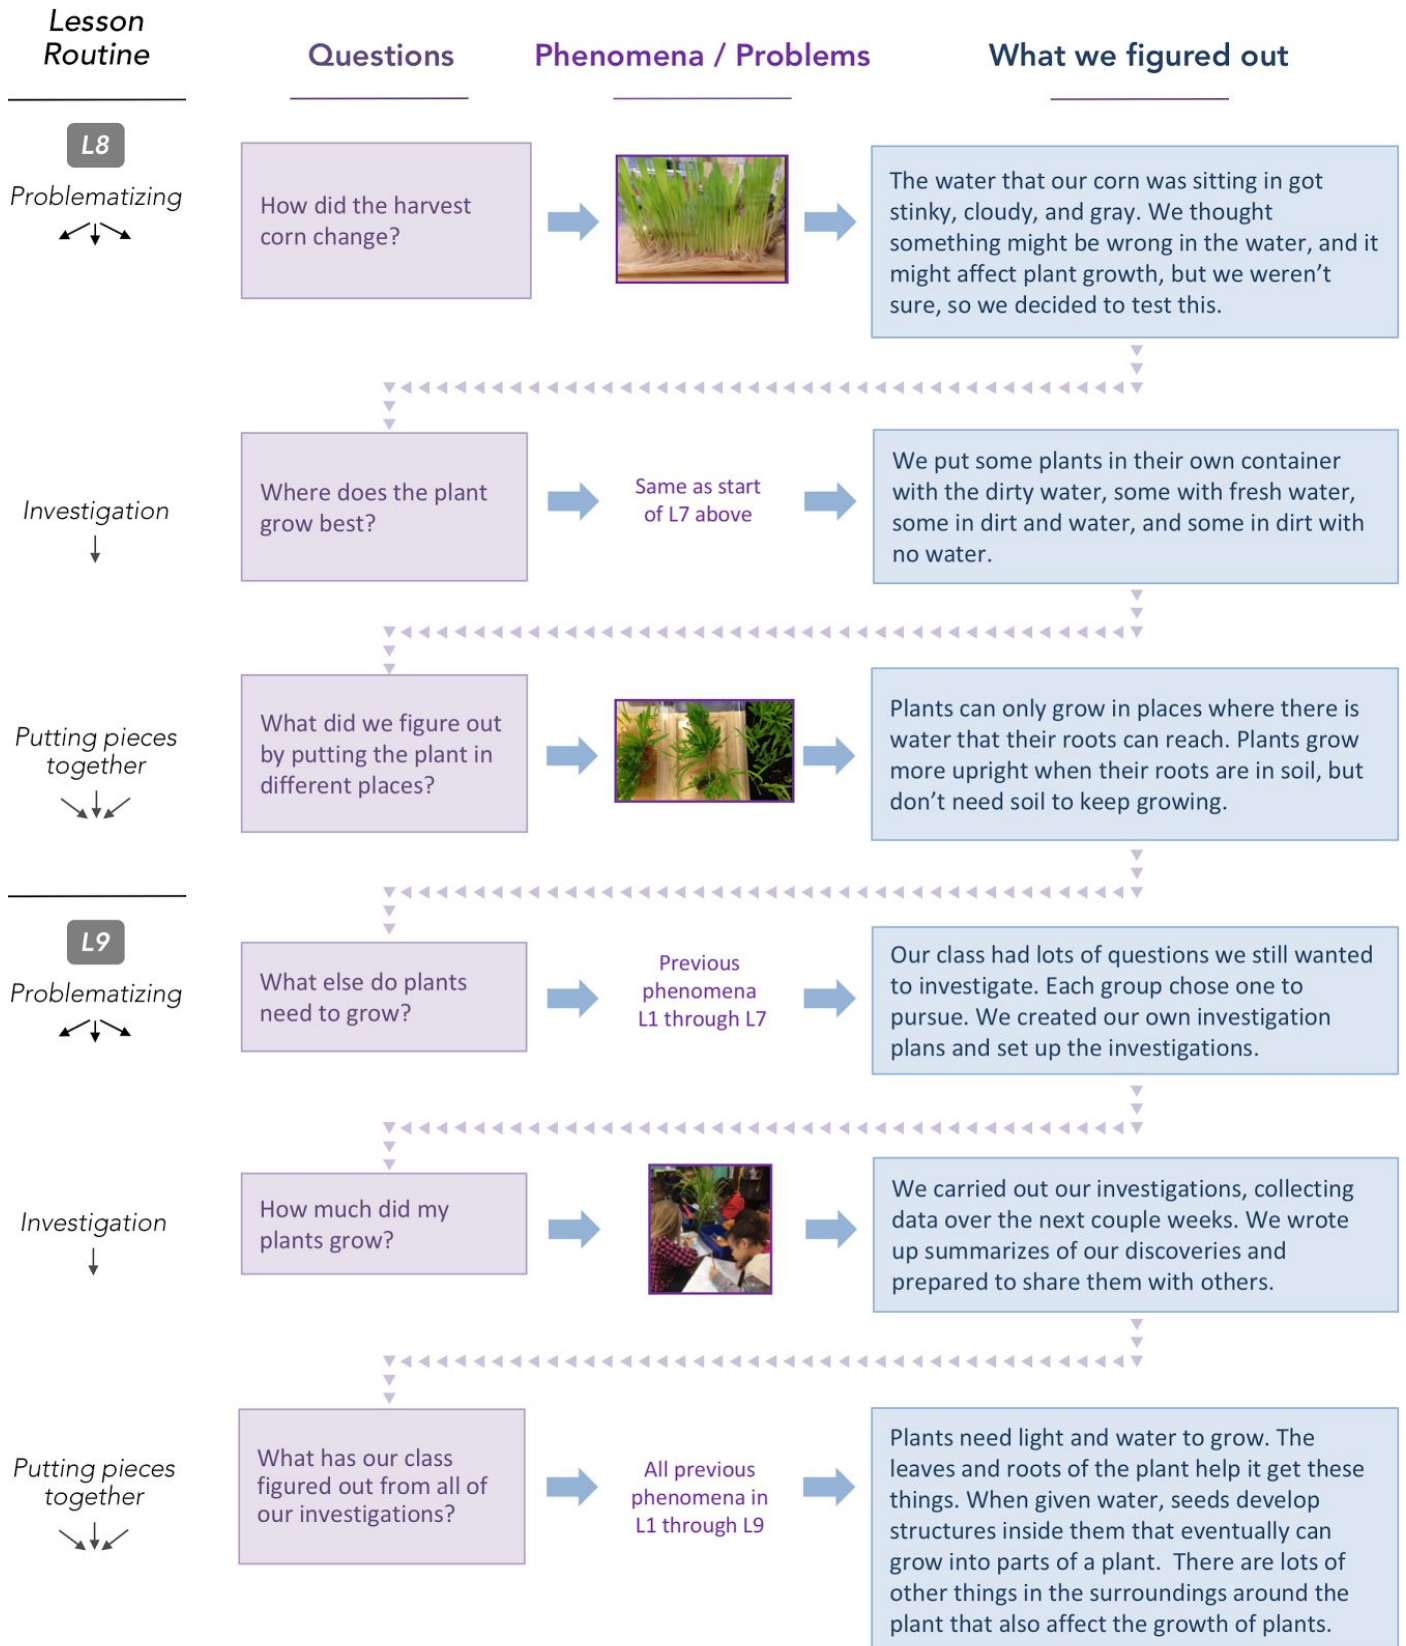 Lesson
Routine
Questions
Phenomena / Problems
What we figured out
L8
Problematizing
How did the harvest
corn change?
The water that our corn was sitting in got
stinky, cloudy, and gray. We thought
something might be wrong in the water, and it
might affect plant growth, but we weren’t
sure, so we decided to test this.
Investigation
Where does the plant
grow best?
Same as start
of L7 above
We put some plants in their own container
with the dirty water, some with fresh water,
some in dirt and water, and some in dirt with
no water.
Putting pieces
together
What did we figure out
by putting the plant in
different places?
Plants can only grow in places where there is
water that their roots can reach. Plants grow
more upright when their roots are in soil, but
don’t need soil to keep growing.
L9
Problematizing
What else do plants
need to grow?
Previous
phenomena
L1 through L7
Our class had lots of questions we still wanted
to investigate. Each group chose one to
pursue. We created our own investigation
plans and set up the investigations.
Investigation
How much did my
plants grow?
We carried out our investigations, collecting
data over the next couple weeks. We wrote
up summarizes of our discoveries and
prepared to share them with others.
Putting pieces
together
What has our class
figured out from all of
our investigations?
All previous
phenomena in
L1 through L9
Plants need light and water to grow. The
leaves and roots of the plant help it get these
things. When given water, seeds develop
structures inside them that eventually can
grow into parts of a plant.  There are lots of
other things in the surroundings around the
plant that also affect the growth of plants.